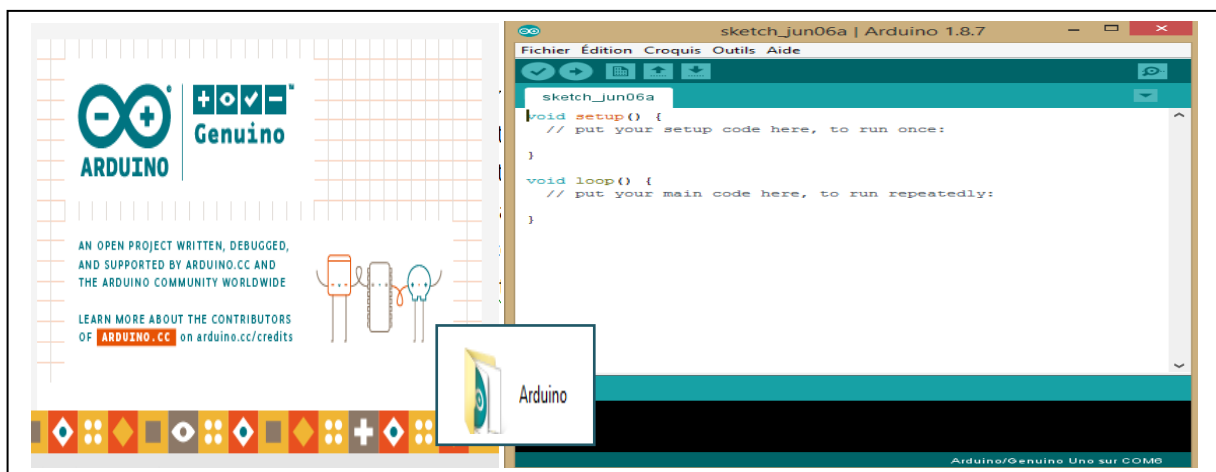 ARDUINO
Genuino
AN OPEN PROJECT WRITTEN, DEBUGGED,
AND SUPPORTED BY ARDUINO.CC AND
THE ARDUINO COMMUNITY WORLDWIDE
LEARN MORE ABOUT THE CONTRIBUTORS
OF ARDUINO.CC on arduino.cc/credits
Arduino
sketch_jun06a | Arduino 1.8.7
Fichier Édition Croquis Outils Aide
sketch_jun06a
void setup() {
// put your setup code here, to run once:
}
void loop() {
// put your main code here, to run repeatedly:
}
Arduino/Genuino Uno sur COM6